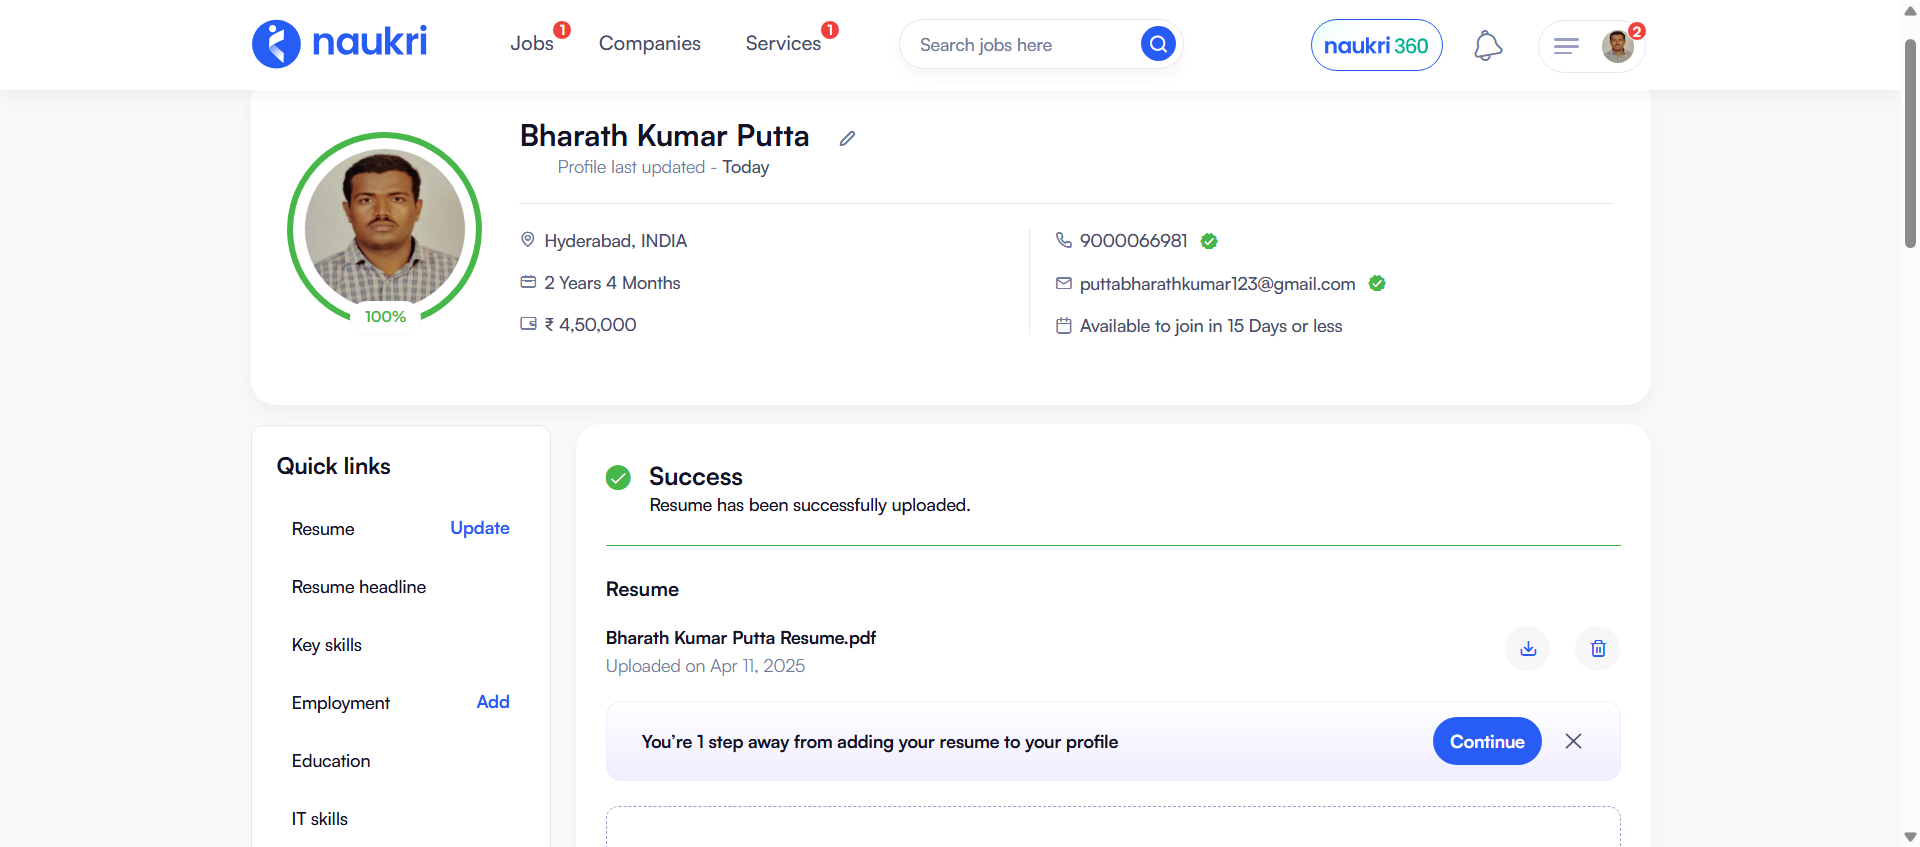 naukri
Jobs 1
Companies
Services 1
Search jobs here
naukri 360
2
Bharath Kumar Putta
Profile last updated - Today
100%
Hyderabad, INDIA
2 Years 4 Months
₹ 4,50,000
9000066981
puttabharathkumar123@gmail.com
Available to join in 15 Days or less
Quick links
Resume Update
Resume headline
Key skills
Employment Add
Education
IT skills
Success
Resume has been successfully uploaded.
Resume
Bharath Kumar Putta Resume.pdf
Uploaded on Apr 11, 2025
You’re 1 step away from adding your resume to your profile
Continue